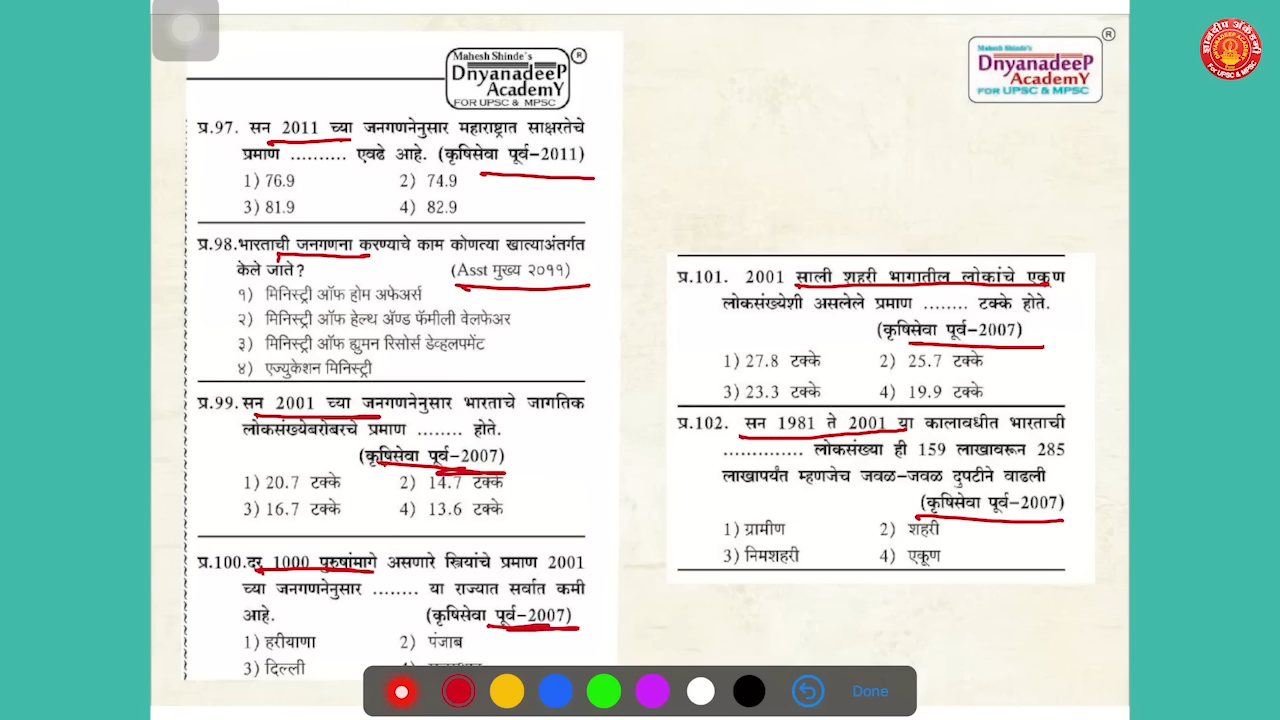 Mahesh Shinde's
DnyanadeeP
AcademY
FOR UPSC & MPSC
®
प्र.97. सन 2011 च्या जनगणनेनुसार महाराष्ट्रात साक्षरतेचे
प्रमाण .......... एवढे आहे. (कृषिसेवा पूर्व-2011)
1) 76.9 2) 74.9
3) 81.9 4) 82.9
प्र.98.भारताची जनगणना करण्याचे काम कोणत्या खात्याअंतर्गत
केले जाते? (Asst मुख्य २०११)
१) मिनिस्ट्री ऑफ होम अफेअर्स
२) मिनिस्ट्री ऑफ हेल्थ अ‍ॅण्ड फॅमीली वेलफेअर
३) मिनिस्ट्री ऑफ ह्युमन रिसोर्स डेव्हलपमेंट
४) एज्युकेशन मिनिस्ट्री
प्र.99. सन 2001 च्या जनगणनेनुसार भारताचे जागतिक
लोकसंख्येबरोबरचे प्रमाण ........ होते.
(कृषिसेवा पूर्व-2007)
1) 20.7 टक्के 2) 14.7 टक्के
3) 16.7 टक्के 4) 13.6 टक्के
प्र.100.दर 1000 पुरुषांमागे असणारे स्त्रियांचे प्रमाण 2001
च्या जनगणनेनुसार ........ या राज्यात सर्वात कमी
आहे. (कृषिसेवा पूर्व-2007)
1) हरीयाणा 2) पंजाब
3) दिल्ली
Mahesh Shinde's
DnyanadeeP
AcademY
FOR UPSC & MPSC
®
प्र.101. 2001 साली शहरी भागातील लोकांचे एकूण
लोकसंख्येशी असलेले प्रमाण ........ टक्के होते.
(कृषिसेवा पूर्व-2007)
1) 27.8 टक्के 2) 25.7 टक्के
3) 23.3 टक्के 4) 19.9 टक्के
प्र.102. सन 1981 ते 2001 या कालावधीत भारताची
.............. लोकसंख्या ही 159 लाखावरून 285
लाखापर्यंत म्हणजेच जवळ-जवळ दुपटीने वाढली
(कृषिसेवा पूर्व-2007)
1) ग्रामीण 2) शहरी
3) निमशहरी 4) एकूण
ज्ञानदीप अॅकेडमी
DNYANADEEP ACADEMY
For UPSC & MPSC
Done